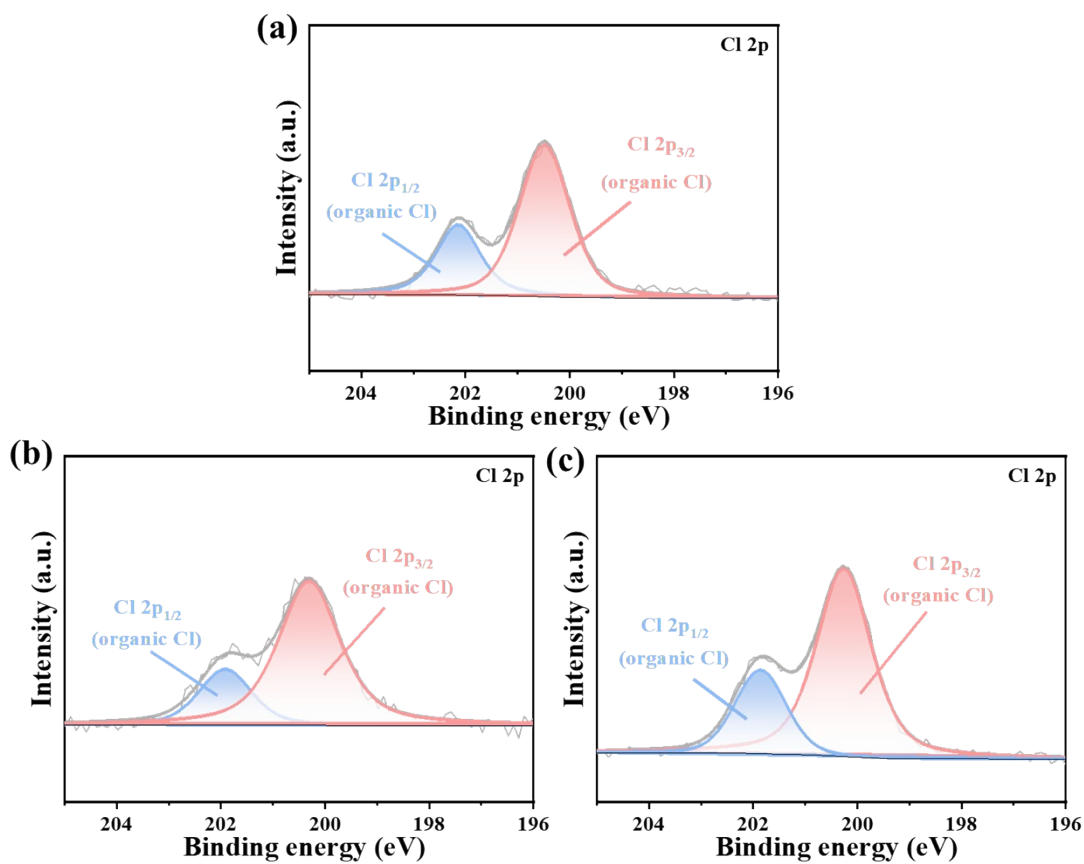 (a)
Cl 2p
Cl 2p3/2
(organic Cl)
Cl 2p1/2
(organic Cl)
Intensity (a.u.)
204 202 200 198 196
Binding energy (eV)
(b)
Cl 2p
Cl 2p3/2
(organic Cl)
Cl 2p1/2
(organic Cl)
Intensity (a.u.)
204 202 200 198 196
Binding energy (eV)
(c)
Cl 2p
Cl 2p3/2
(organic Cl)
Cl 2p1/2
(organic Cl)
Intensity (a.u.)
204 202 200 198 196
Binding energy (eV)